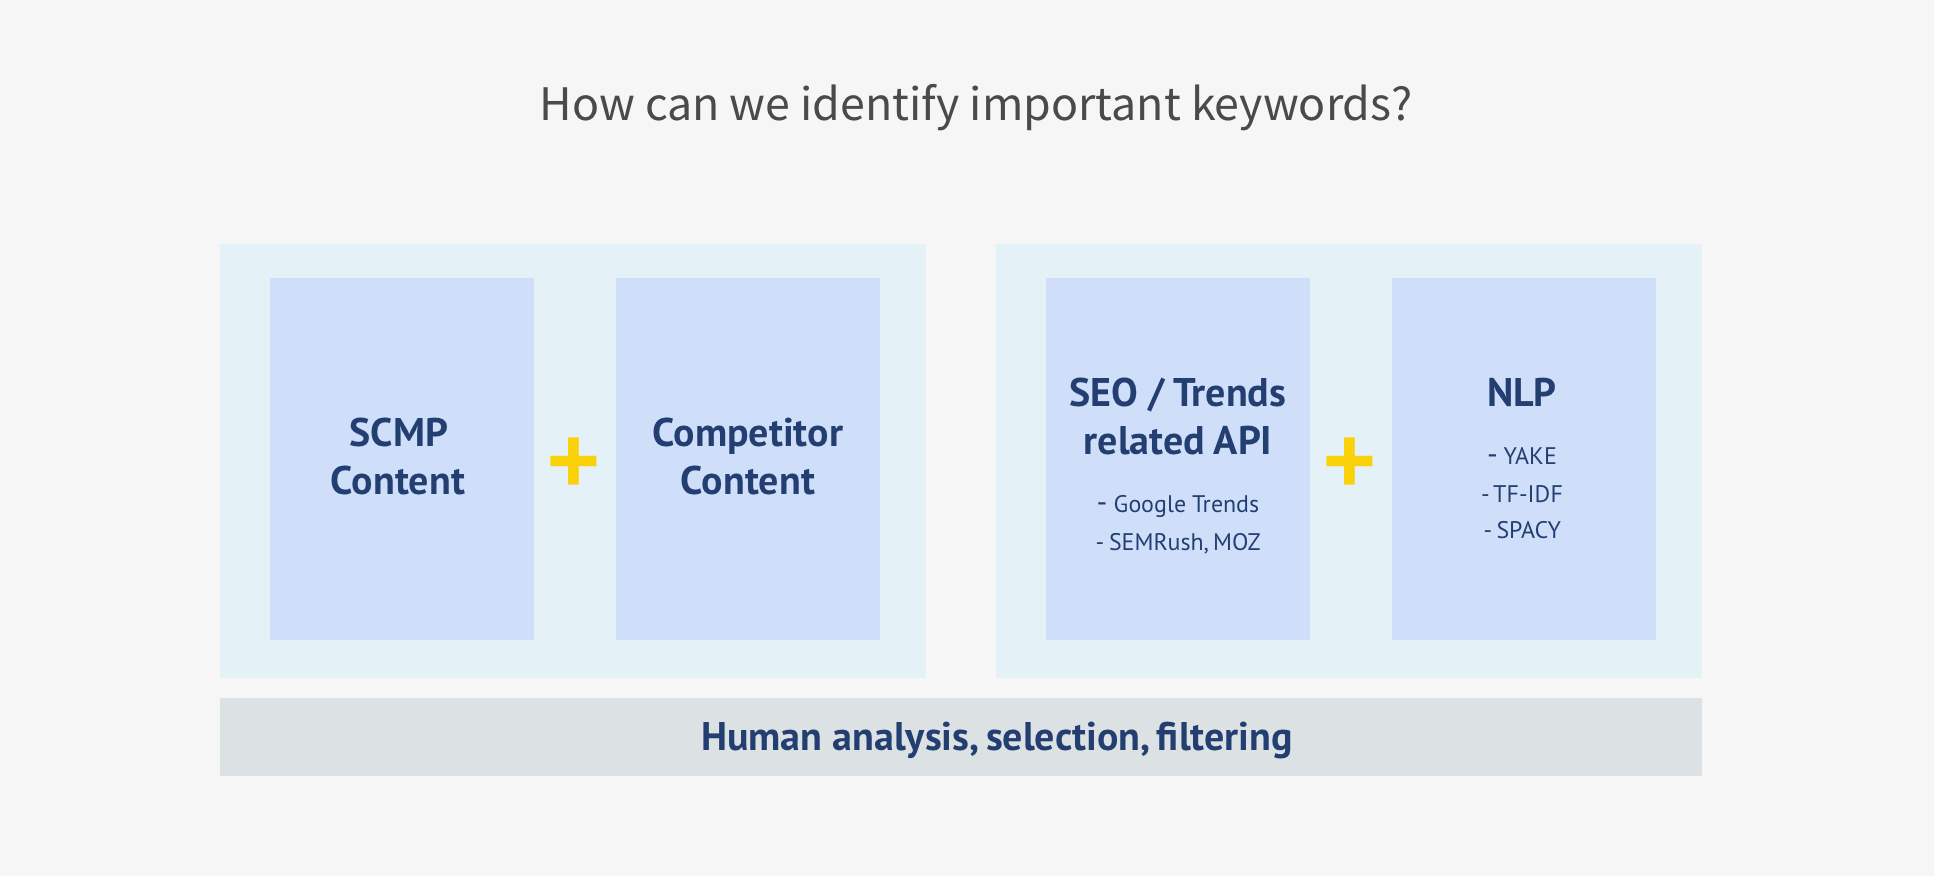 How can we identify important keywords?
SCMP
Content
+
Competitor
Content
SEO / Trends
related API
- Google Trends
- SEMRush, MOZ
+
NLP
- YAKE
- TF-IDF
- SPACY
Human analysis, selection, filtering